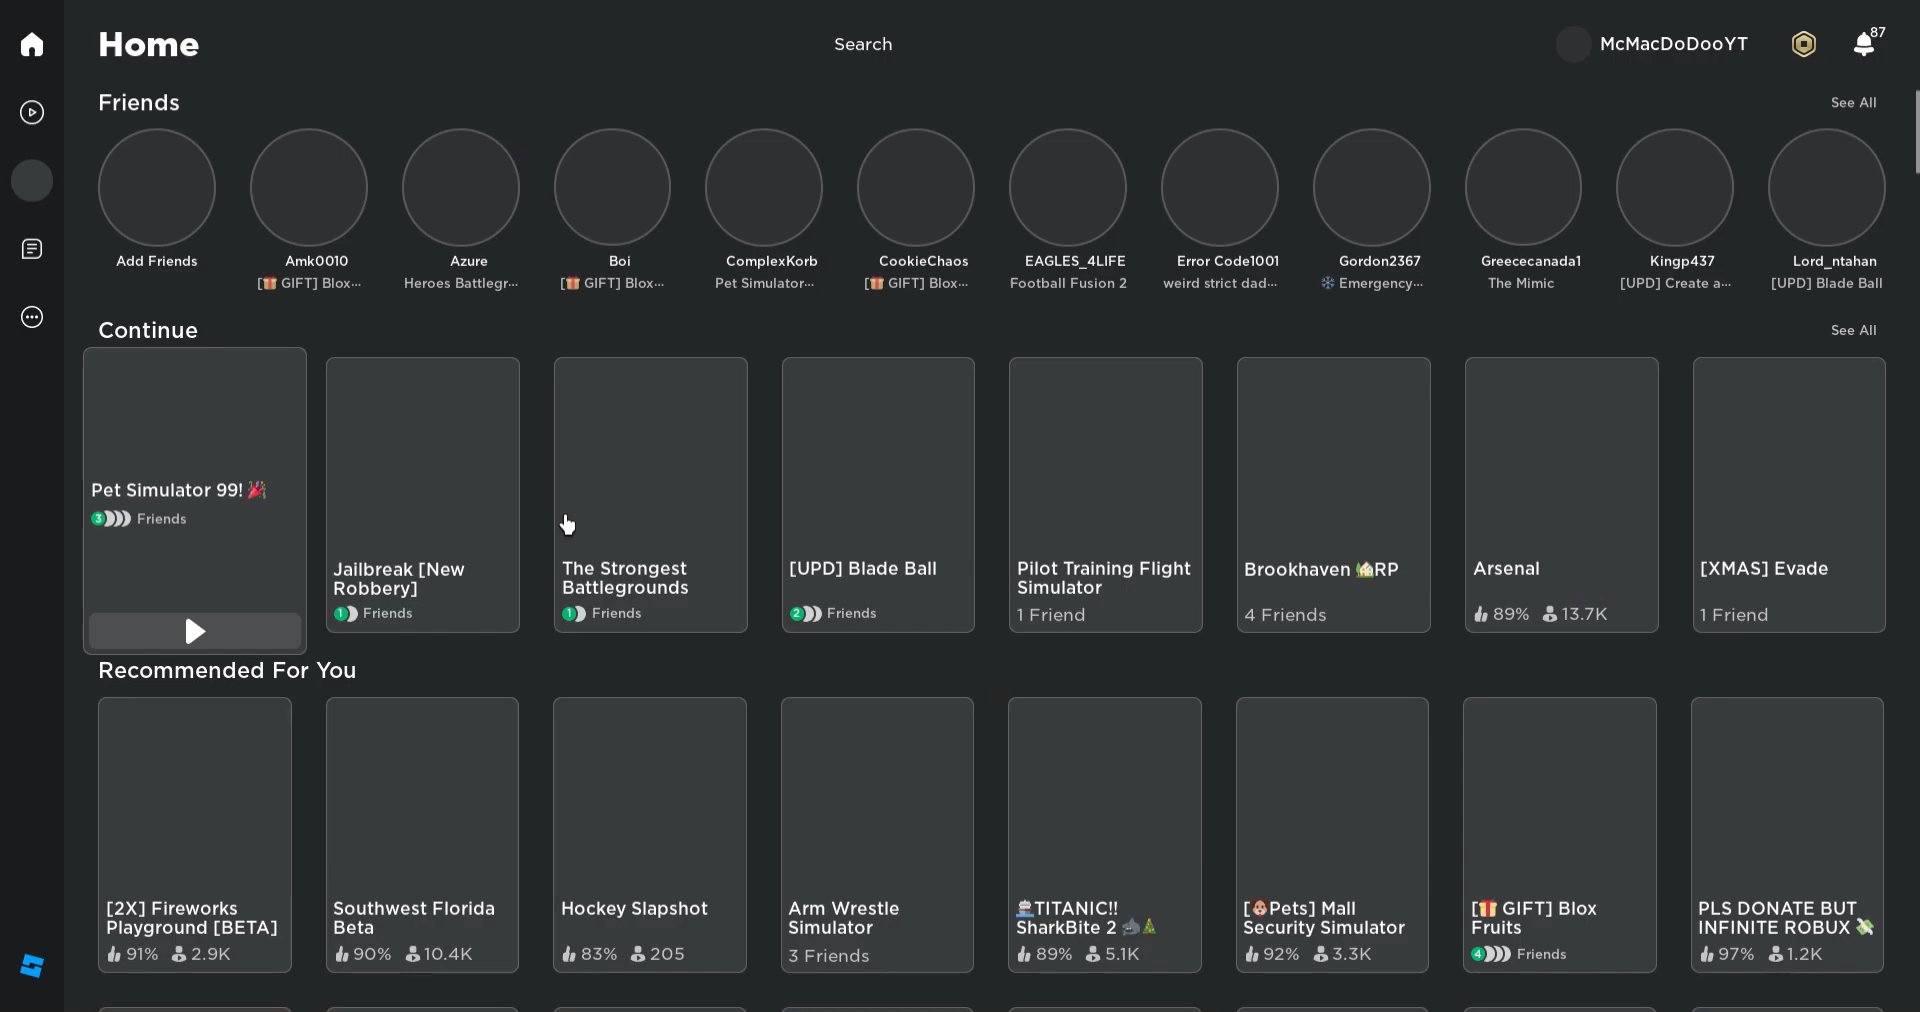 Home
Search
McMacDoDooYT
87
Friends
See All
Add Friends
Amk0010
[🎁 GIFT] Blox...
Azure
Heroes Battlegr...
Boi
[🎁 GIFT] Blox...
ComplexKorb
Pet Simulator...
CookieChaos
[🎁 GIFT] Blox...
EAGLES_4LIFE
Football Fusion 2
Error Code1001
weird strict dad...
Gordon2367
❄️ Emergency...
Greececanada1
The Mimic
Kingp437
[UPD] Create a...
Lord_ntahan
[UPD] Blade Ball
Continue
See All
Pet Simulator 99! 🎉
3 Friends
Jailbreak [New
Robbery]
1 Friends
The Strongest
Battlegrounds
1 Friends
[UPD] Blade Ball
2 Friends
Pilot Training Flight
Simulator
1 Friend
Brookhaven 🏡RP
4 Friends
Arsenal
89% 13.7K
[XMAS] Evade
1 Friend
Recommended For You
[2X] Fireworks
Playground [BETA]
91% 2.9K
Southwest Florida
Beta
90% 10.4K
Hockey Slapshot
83% 205
Arm Wrestle
Simulator
3 Friends
🚢TITANIC!!
SharkBite 2 🦈🎄
89% 5.1K
[🐶Pets] Mall
Security Simulator
92% 3.3K
[🎁 GIFT] Blox
Fruits
4 Friends
PLS DONATE BUT
INFINITE ROBUX 💸
97% 1.2K